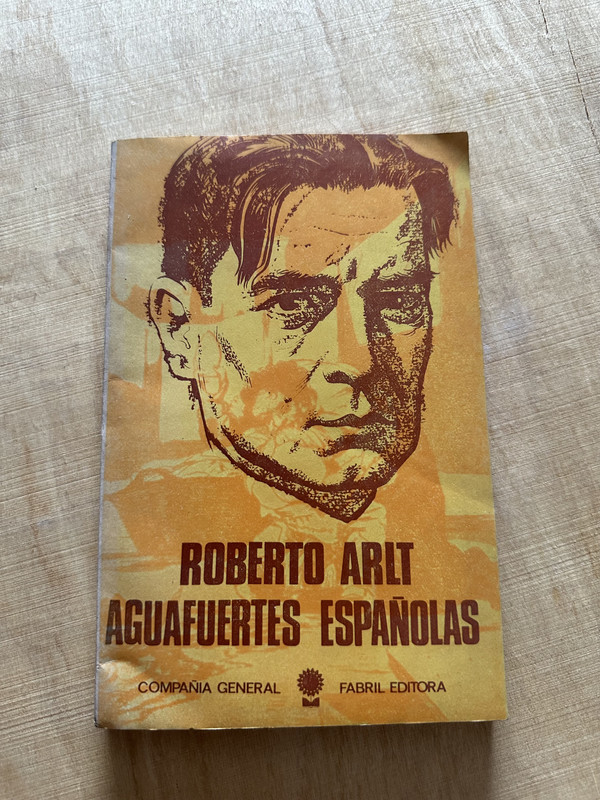 ROBERTO ARLT
AGUAFUERTES ESPAÑOLAS
COMPAÑIA GENERAL FABRIL EDITORA